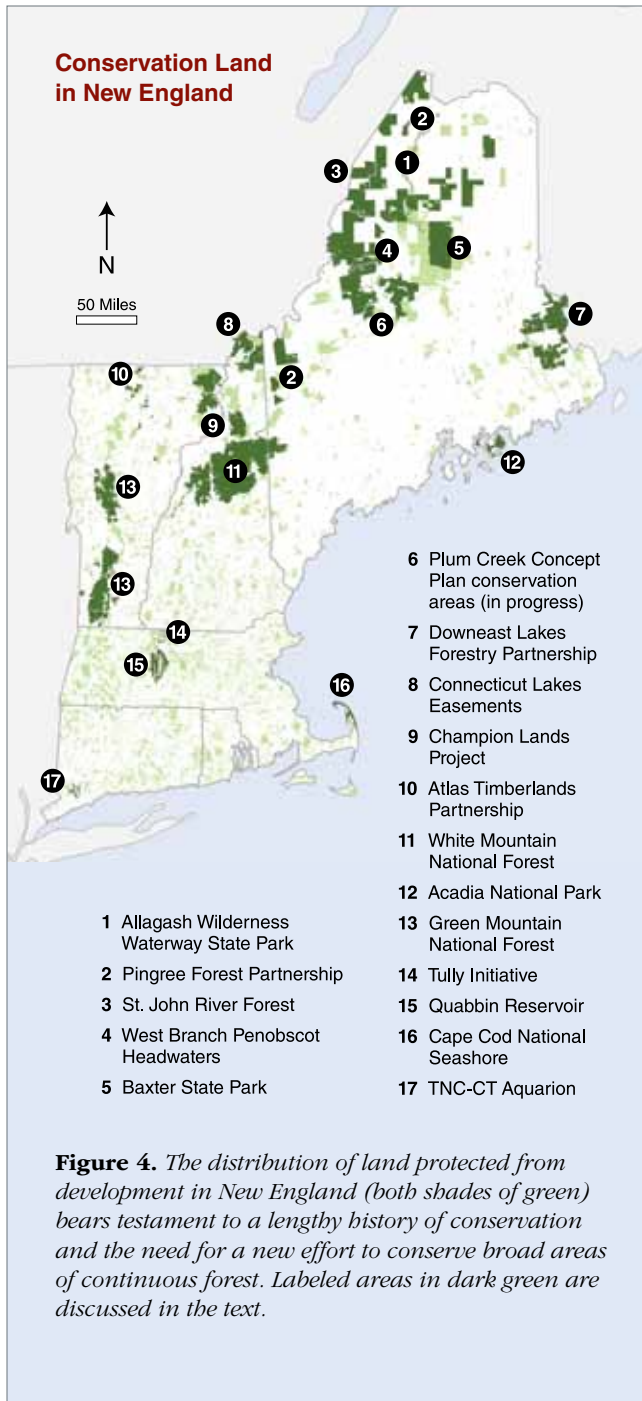 Conservation Land
in New England
N
50 Miles
2
1
3
4
5
6
7
8
2
10
9
11
12
13
13
14
15
16
17
6 Plum Creek Concept
Plan conservation
areas (in progress)
7 Downeast Lakes
Forestry Partnership
8 Connecticut Lakes
Easements
9 Champion Lands
Project
10 Atlas Timberlands
Partnership
11 White Mountain
National Forest
12 Acadia National Park
13 Green Mountain
National Forest
14 Tully Initiative
15 Quabbin Reservoir
16 Cape Cod National
Seashore
17 TNC-CT Aquarion
1 Allagash Wilderness
Waterway State Park
2 Pingree Forest Partnership
3 St. John River Forest
4 West Branch Penobscot
Headwaters
5 Baxter State Park
Figure 4. The distribution of land protected from
development in New England (both shades of green)
bears testament to a lengthy history of conservation
and the need for a new effort to conserve broad areas
of continuous forest. Labeled areas in dark green are
discussed in the text.